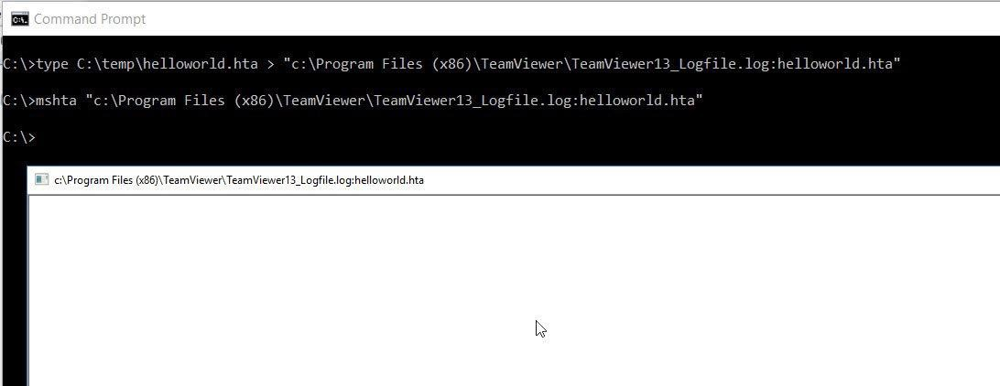 Command Prompt
C:\>type C:\temp\helloworld.hta > "c:\Program Files (x86)\TeamViewer\TeamViewer13_Logfile.log:helloworld.hta"
C:\>mshta "c:\Program Files (x86)\TeamViewer\TeamViewer13_Logfile.log:helloworld.hta"
C:\>
c:\Program Files (x86)\TeamViewer\TeamViewer13_Logfile.log:helloworld.hta